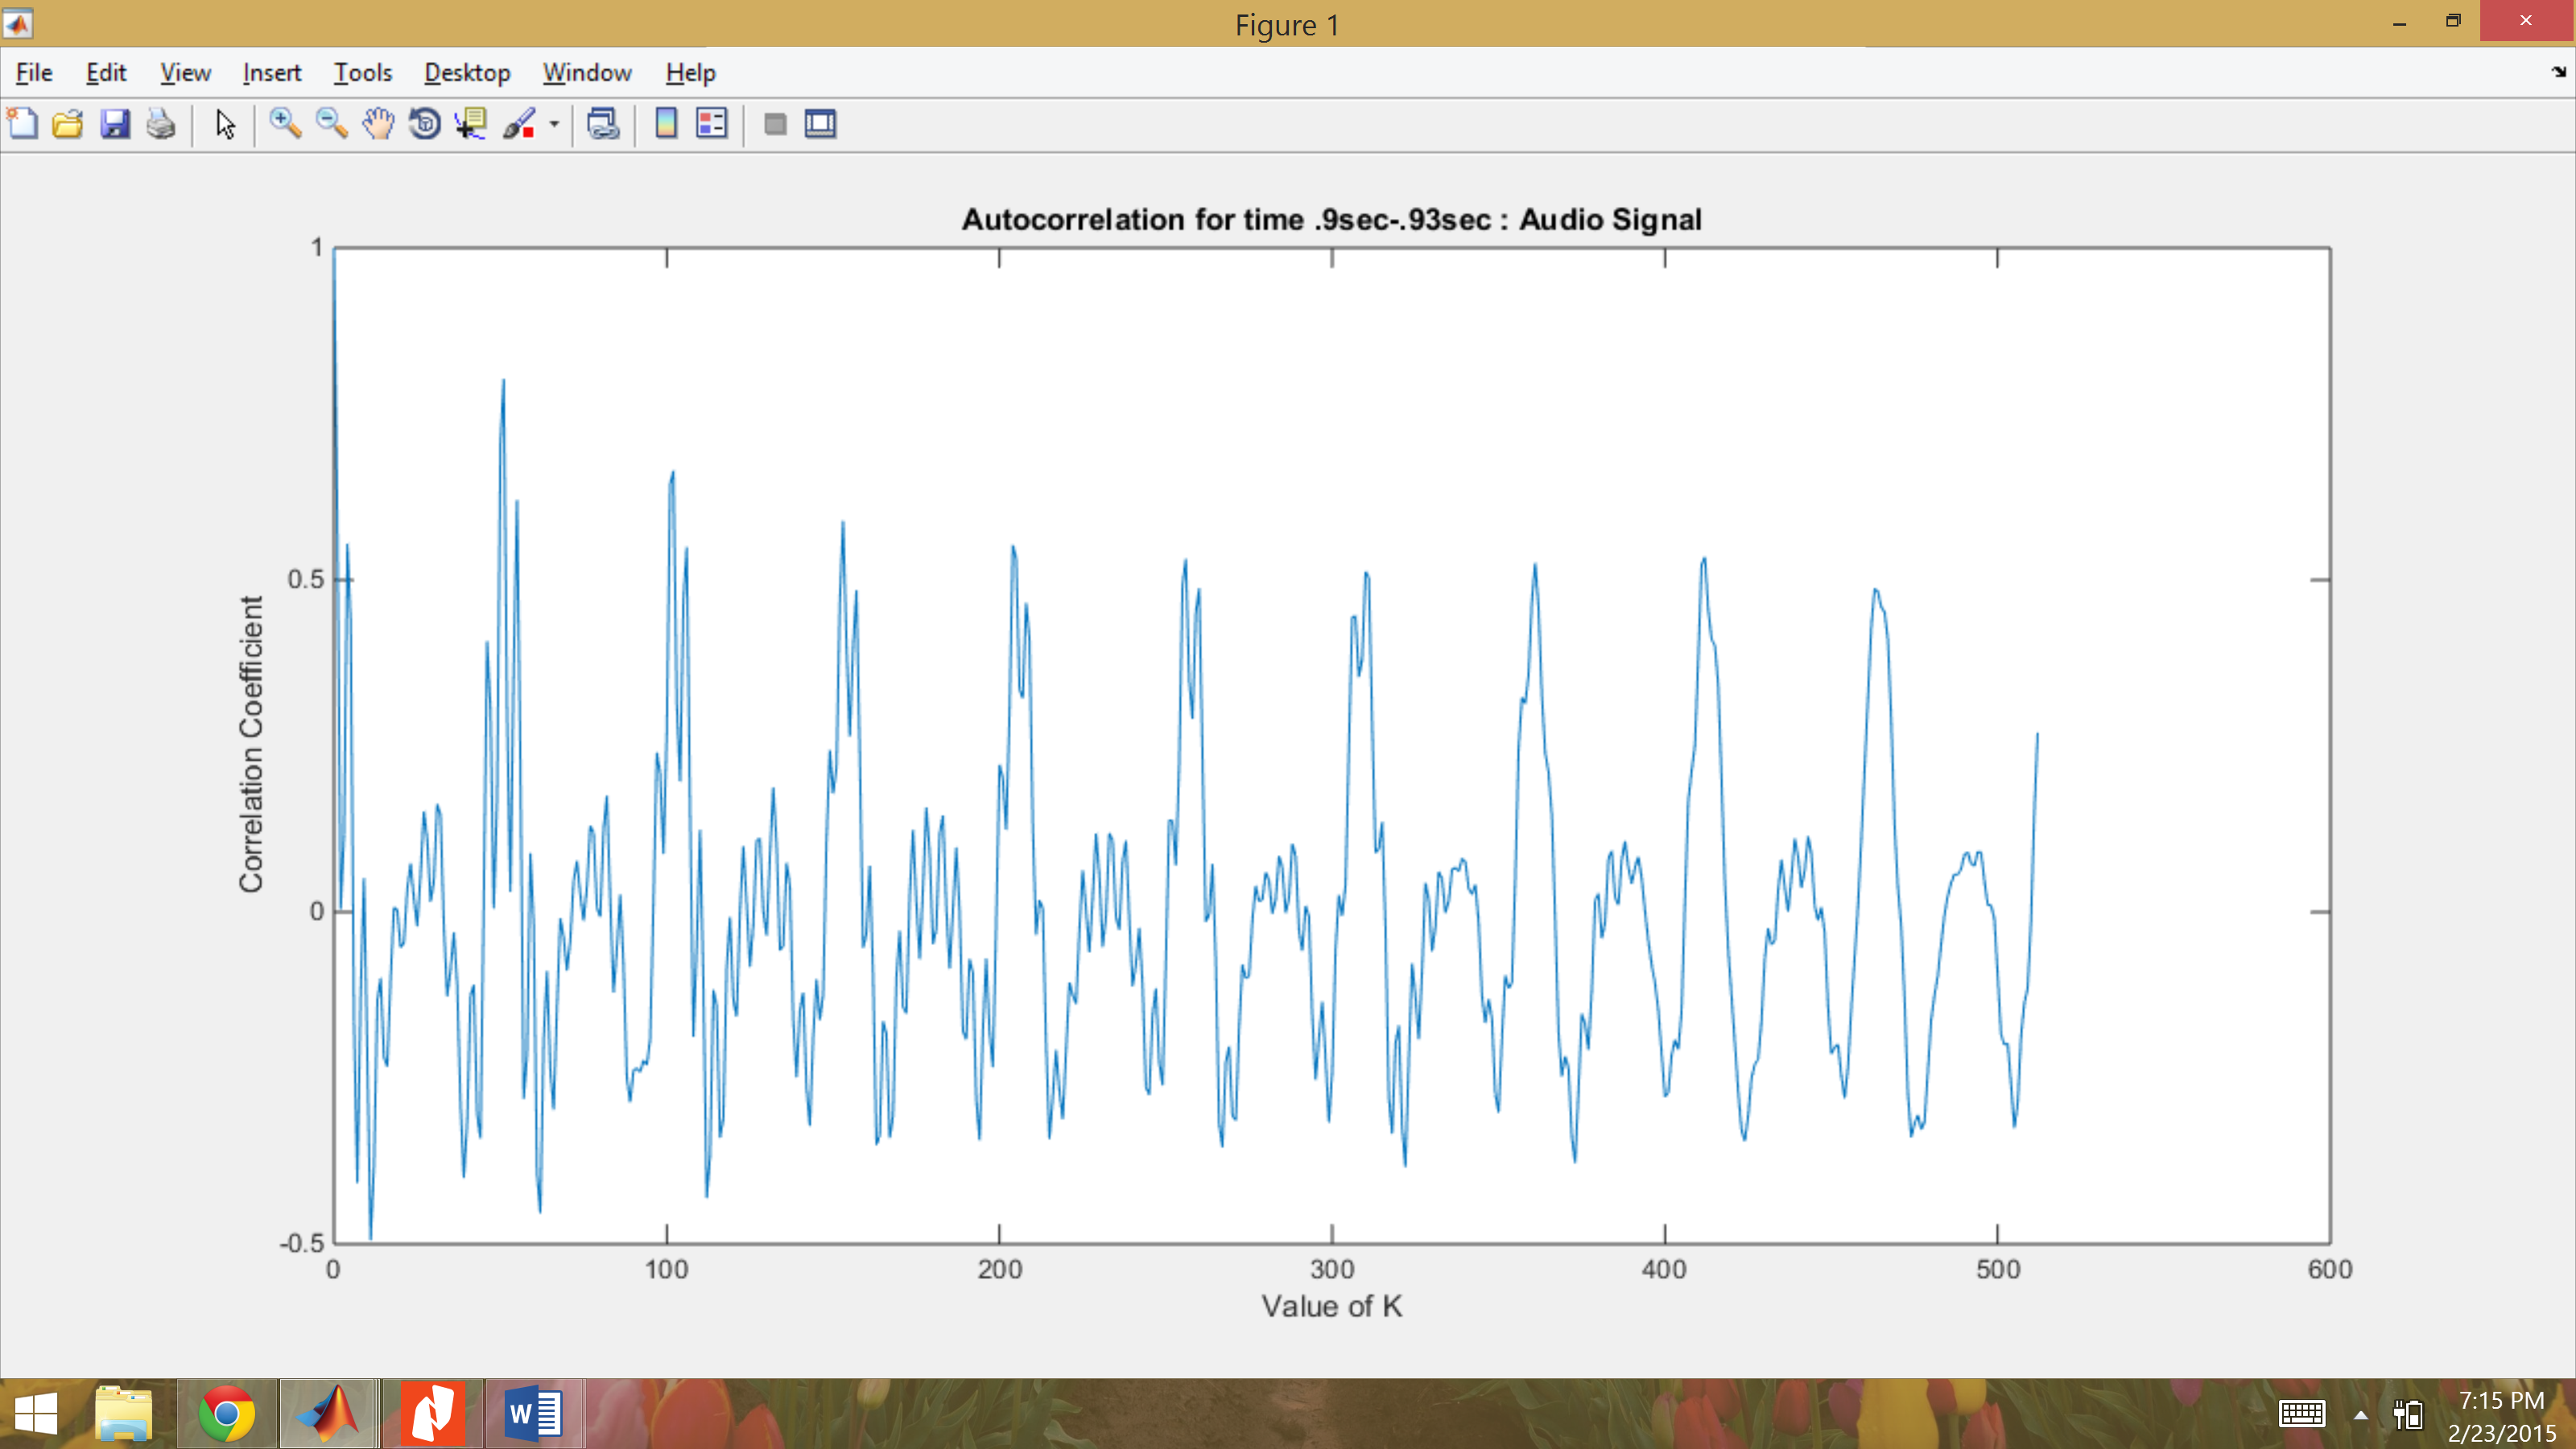 Figure 1
File Edit View Insert Tools Desktop Window Help
Autocorrelation for time .9sec-.93sec : Audio Signal
1
0.5
0
-0.5
Correlation Coefficient
0 100 200 300 400 500 600
Value of K
W
7:15 PM
2/23/2015